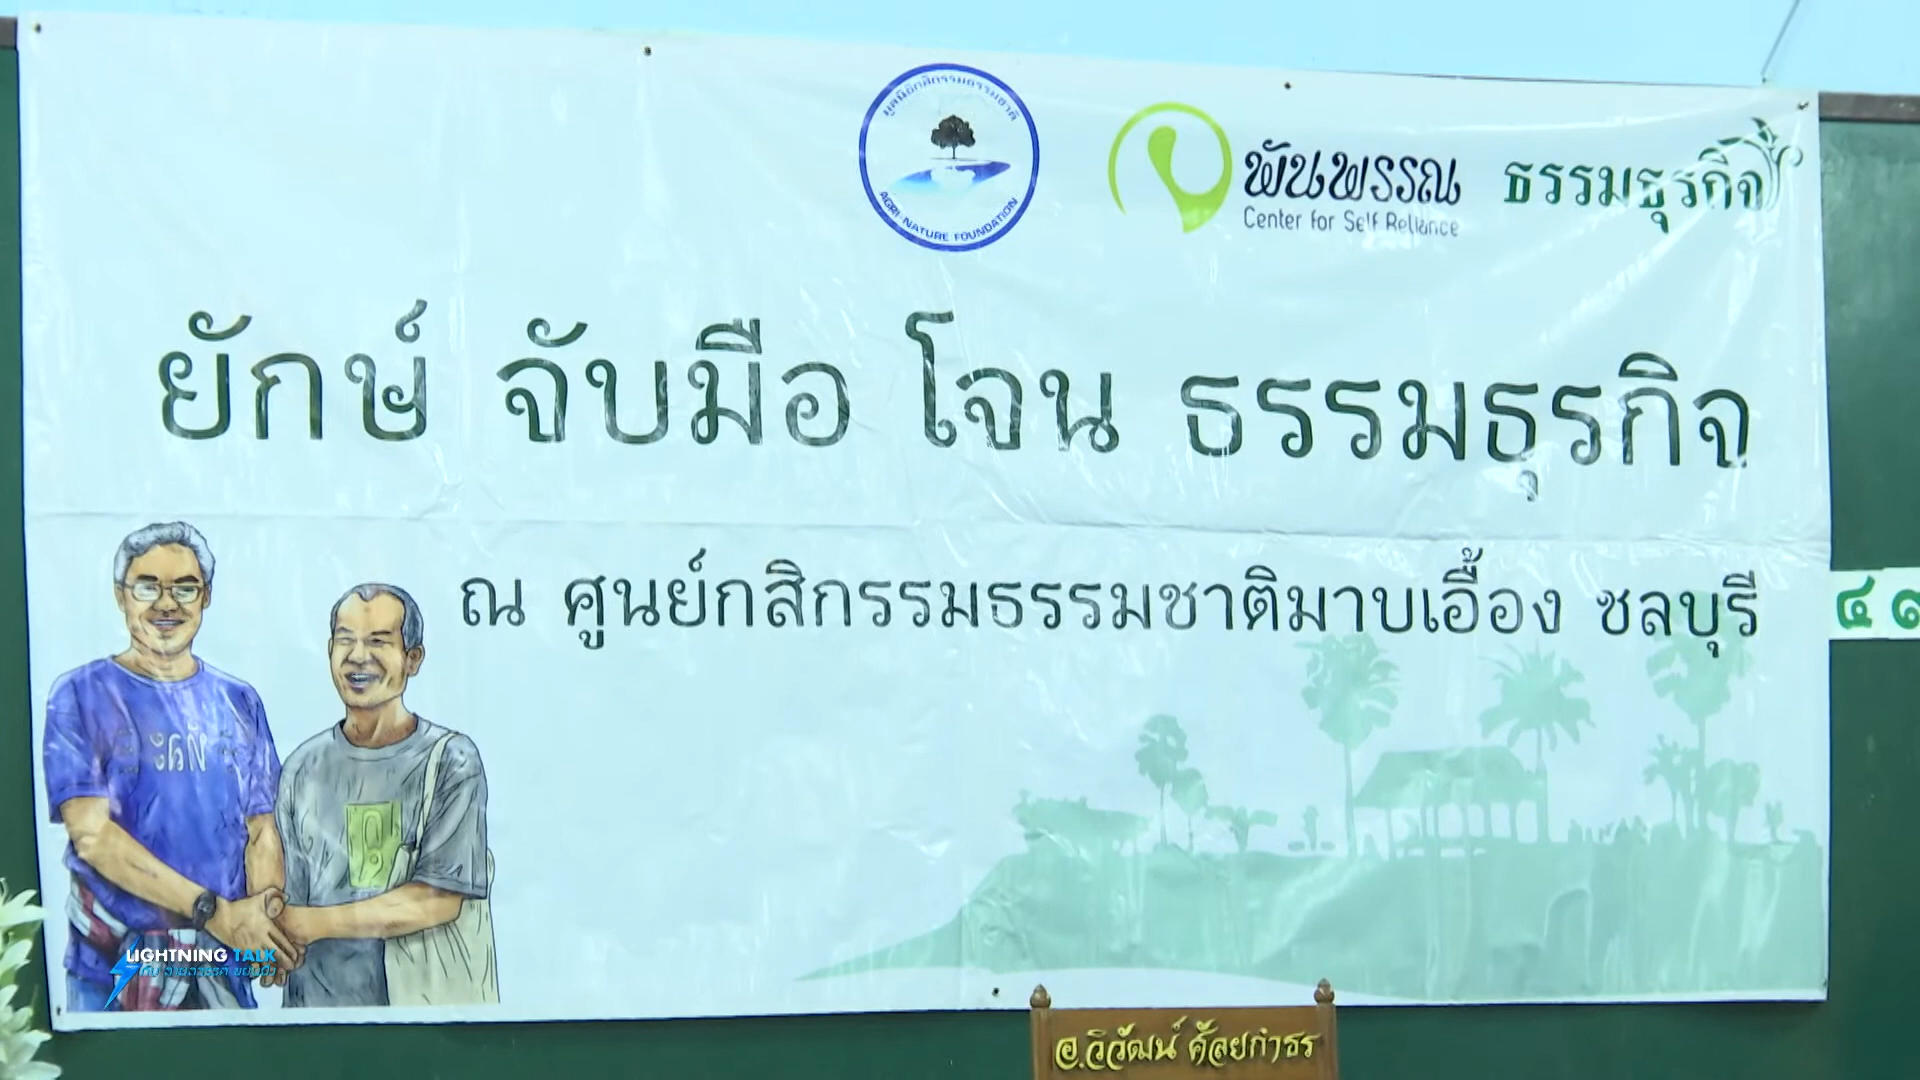 มูลนิธิกสิกรรมธรรมชาติ
AGRI-NATURE FOUNDATION
พันพรรณ
Center for Self Reliance
ธรรมธุรกิจ
ยักษ์ จับมือ โจน ธรรมธุรกิจ
ณ ศูนย์กสิกรรมธรรมชาติมาบเอื้อง ชลบุรี
๔๑
LIGHTNING TALK
อ.วิวัฒน์ ศัลยกำธร